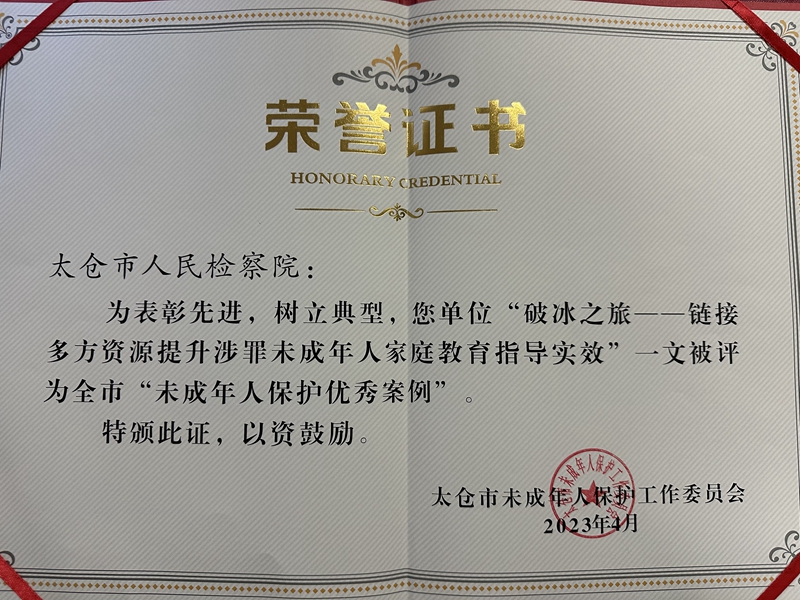 荣誉证书
HONORARY CREDENTIAL
太仓市人民检察院：
为表彰先进，树立典型，您单位“破冰之旅——链接
多方资源提升涉罪未成年人家庭教育指导实效”一文被评
为全市“未成年人保护优秀案例”。
特颁此证，以资鼓励。
太仓市未成年人保护工作委员会
2023年4月